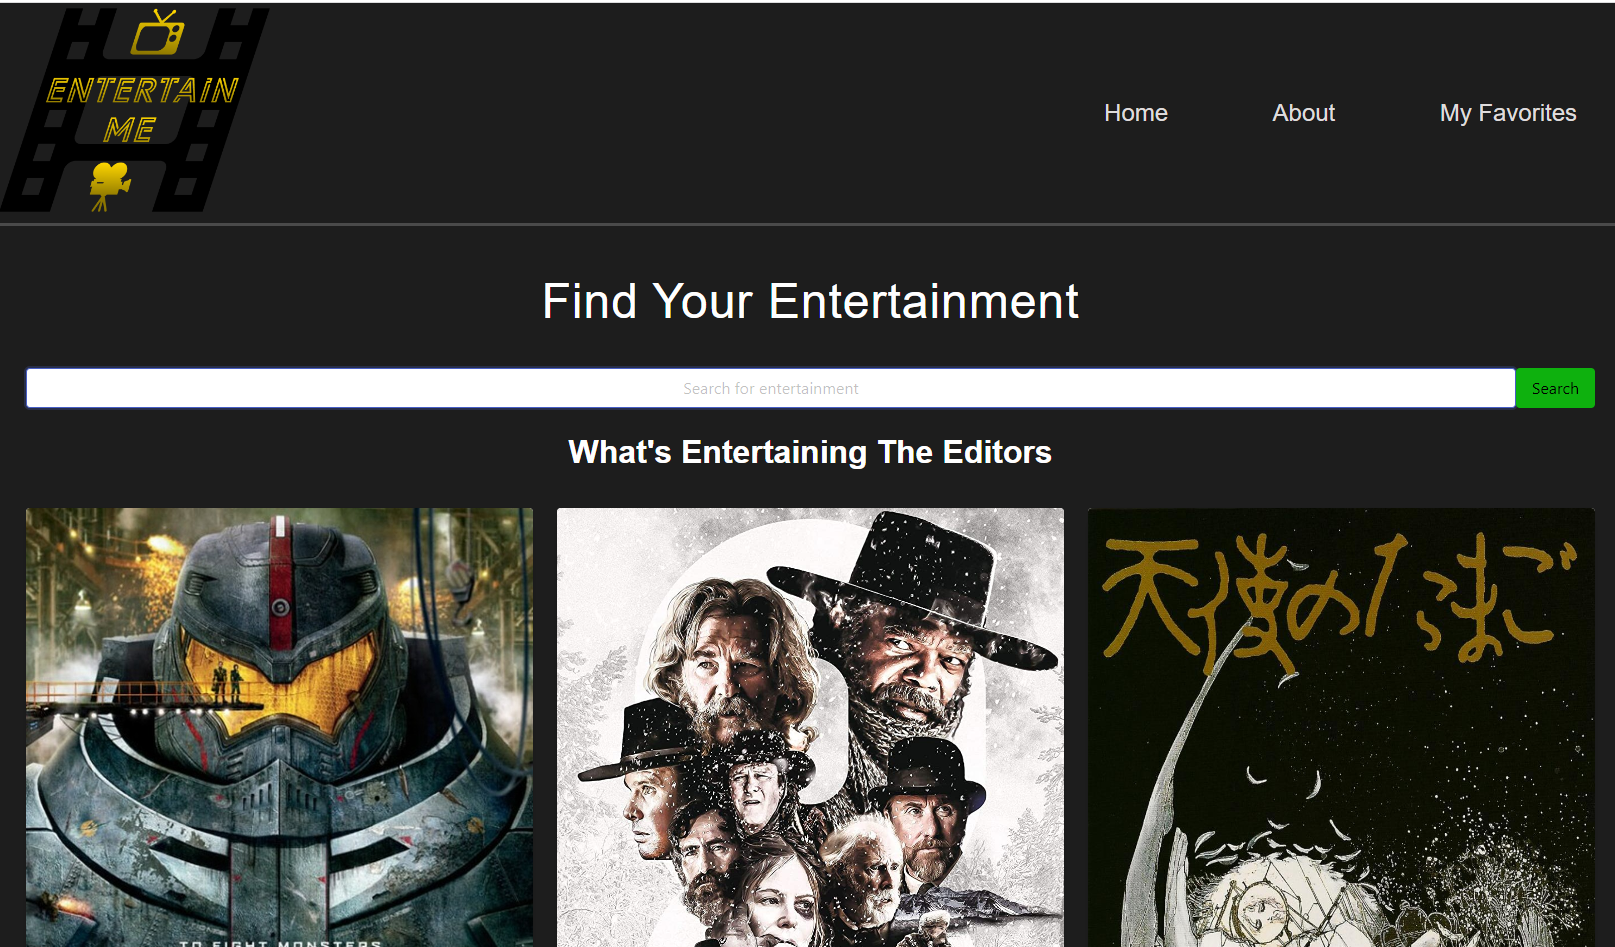 ENTERTAIN
ME
Home About My Favorites
Find Your Entertainment
Search for entertainment Search
What's Entertaining The Editors
天使のたまご
TO FIGHT MONSTERS